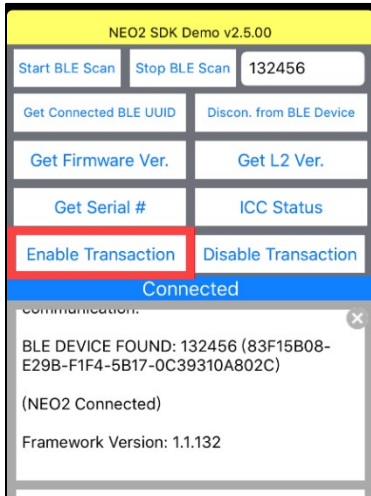 NEO2 SDK Demo v2.5.00
Start BLE Scan Stop BLE Scan 132456
Get Connected BLE UUID Discon. from BLE Device
Get Firmware Ver. Get L2 Ver.
Get Serial # ICC Status
Enable Transaction Disable Transaction
Connected
communication.
BLE DEVICE FOUND: 132456 (83F15B08-
E29B-F1F4-5B17-0C39310A802C)
(NEO2 Connected)
Framework Version: 1.1.132